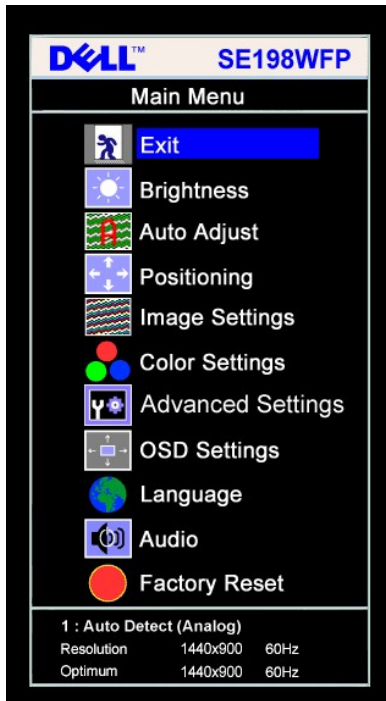 DELL™ SE198WFP
Main Menu
Exit
Brightness
Auto Adjust
Positioning
Image Settings
Color Settings
Advanced Settings
OSD Settings
Language
Audio
Factory Reset
1 : Auto Detect (Analog)
Resolution 1440x900 60Hz
Optimum 1440x900 60Hz